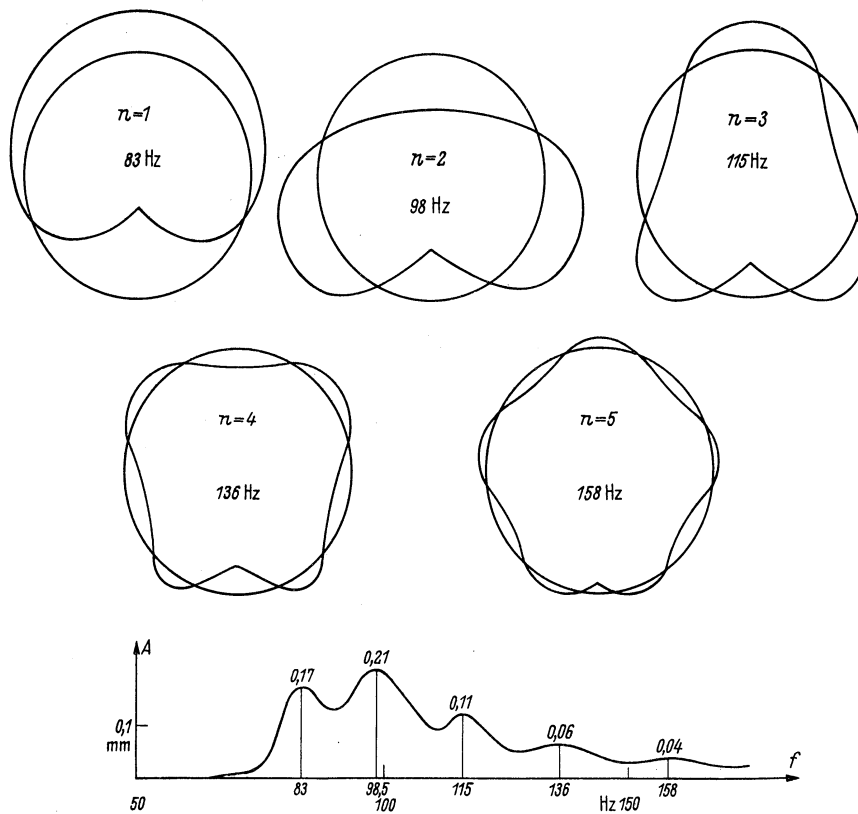 n=1
83 Hz
n=2
98 Hz
n=3
115 Hz
n=4
136 Hz
n=5
158 Hz
A
0,17
0,21
0,11
0,06
0,04
0,1
mm
f
83
98,5
115
136
158
50
100
Hz 150